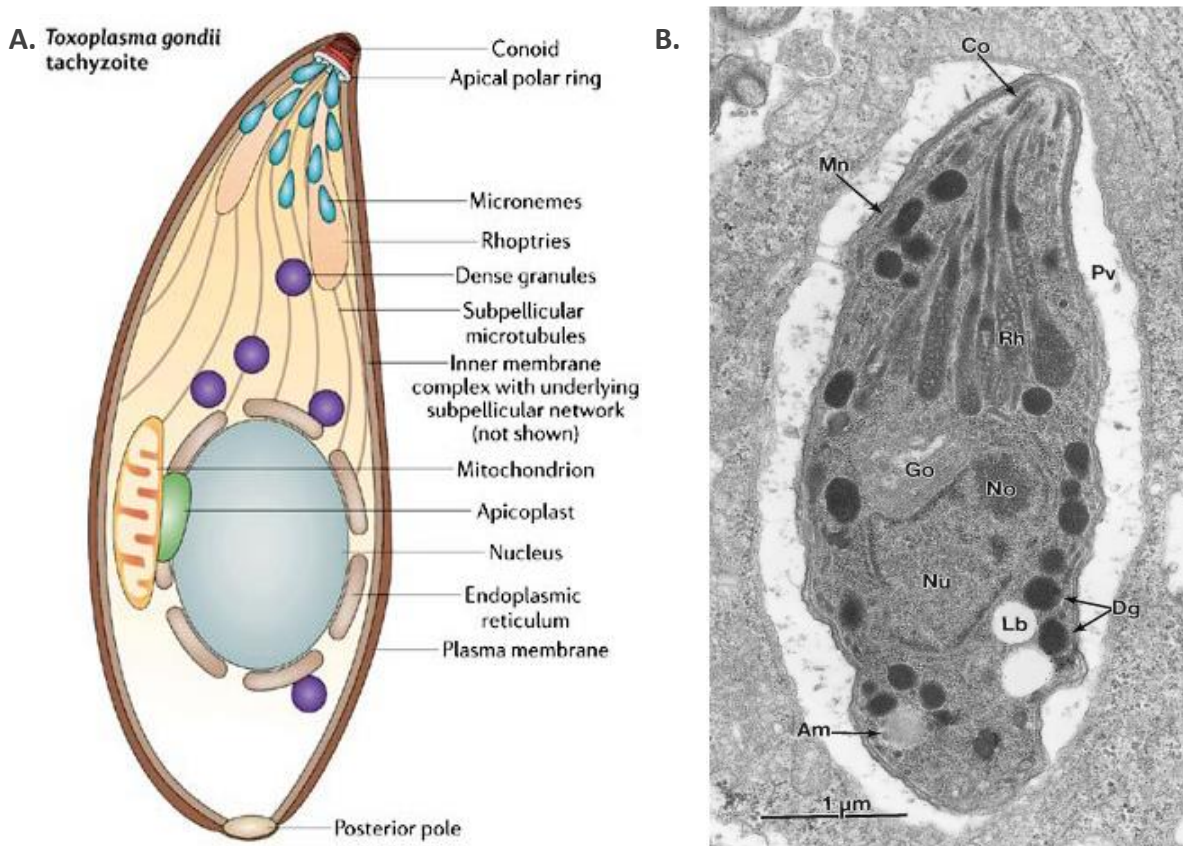 A. Toxoplasma gondii
tachyzoite
Conoid
Apical polar ring
Micronemes
Rhoptries
Dense granules
Subpellicular
microtubules
Inner membrane
complex with underlying
subpellicular network
(not shown)
Mitochondrion
Apicoplast
Nucleus
Endoplasmic
reticulum
Plasma membrane
Posterior pole
B.
Co
Mn
Pv
Rh
Go
No
Nu
Dg
Lb
Am
1 µm